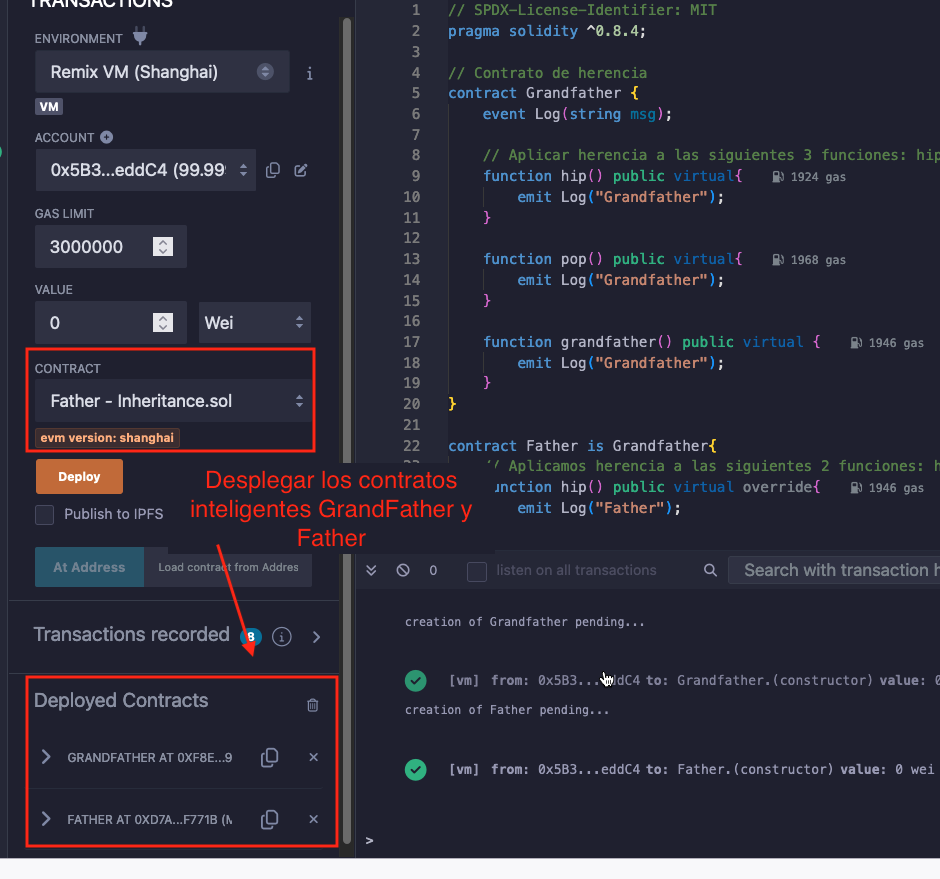 TRANSACTIONS
ENVIRONMENT
Remix VM (Shanghai)
VM
ACCOUNT
0x5B3...eddC4 (99.99
GAS LIMIT
3000000
VALUE
0
Wei
CONTRACT
Father - Inheritance.sol
evm version: shanghai
Deploy
Publish to IPFS
Desplegar los contratos
inteligentes GrandFather y
Father
At Address
Load contract from Addres
Transactions recorded 8 i
Deployed Contracts
GRANDFATHER AT 0XF8E...9
FATHER AT 0XD7A...F771B (M
1 // SPDX-License-Identifier: MIT
2 pragma solidity ^0.8.4;
3
4 // Contrato de herencia
5 contract Grandfather {
6 event Log(string msg);
7
8 // Aplicar herencia a las siguientes 3 funciones: hip
9 function hip() public virtual{ 1924 gas
10 emit Log("Grandfather");
11 }
12
13 function pop() public virtual{ 1968 gas
14 emit Log("Grandfather");
15 }
16
17 function grandfather() public virtual { 1946 gas
18 emit Log("Grandfather");
19 }
20 }
21
22 contract Father is Grandfather{
23 // Aplicamos herencia a las siguientes 2 funciones: h
unction hip() public virtual override{ 1946 gas
emit Log("Father");
0
listen on all transactions
Search with transaction h
creation of Grandfather pending...
[vm] from: 0x5B3...eddC4 to: Grandfather.(constructor) value: 0
creation of Father pending...
[vm] from: 0x5B3...eddC4 to: Father.(constructor) value: 0 wei
>